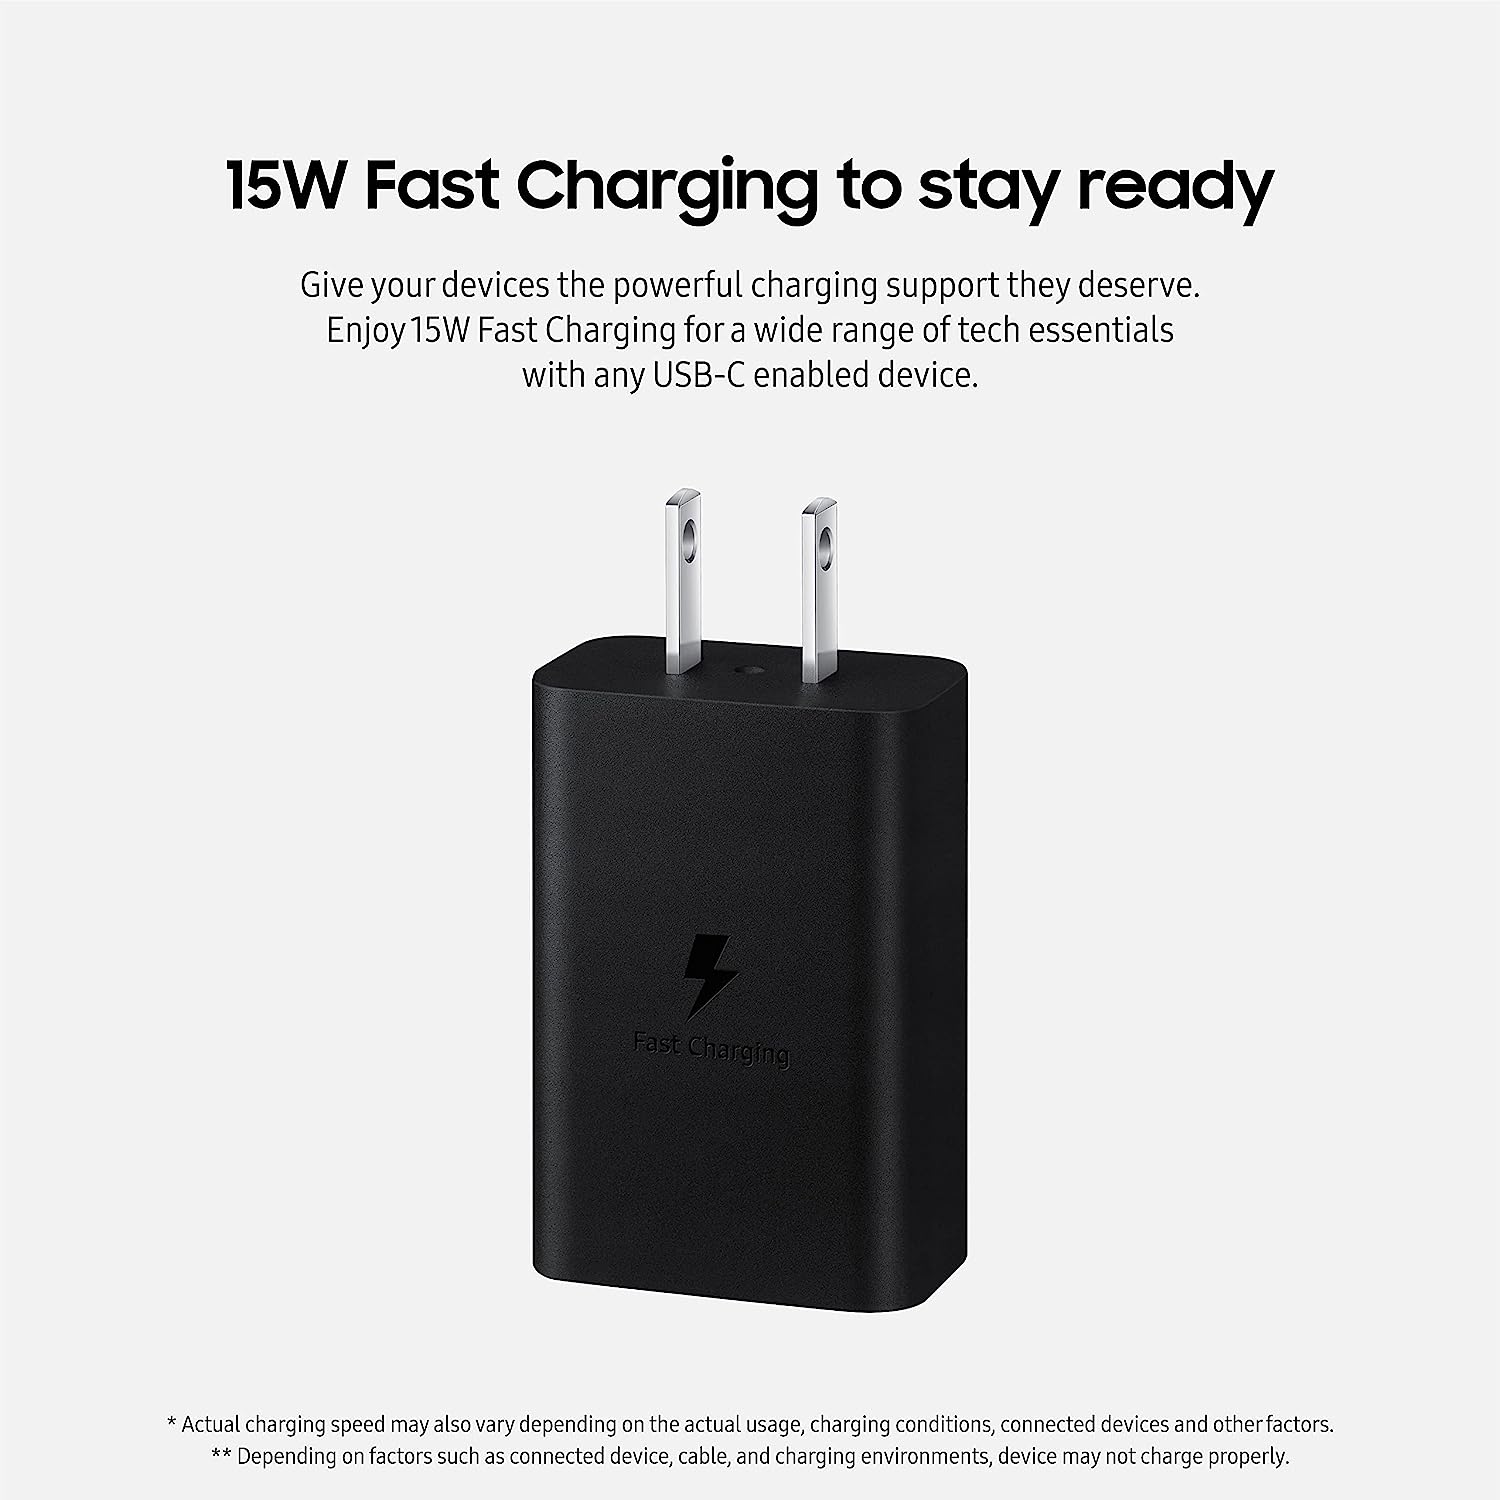 15W Fast Charging to stay ready
Give your devices the powerful charging support they deserve.
Enjoy 15W Fast Charging for a wide range of tech essentials
with any USB-C enabled device.
Fast Charging
* Actual charging speed may also vary depending on the actual usage, charging conditions, connected devices and other factors.
** Depending on factors such as connected device, cable, and charging environments, device may not charge properly.